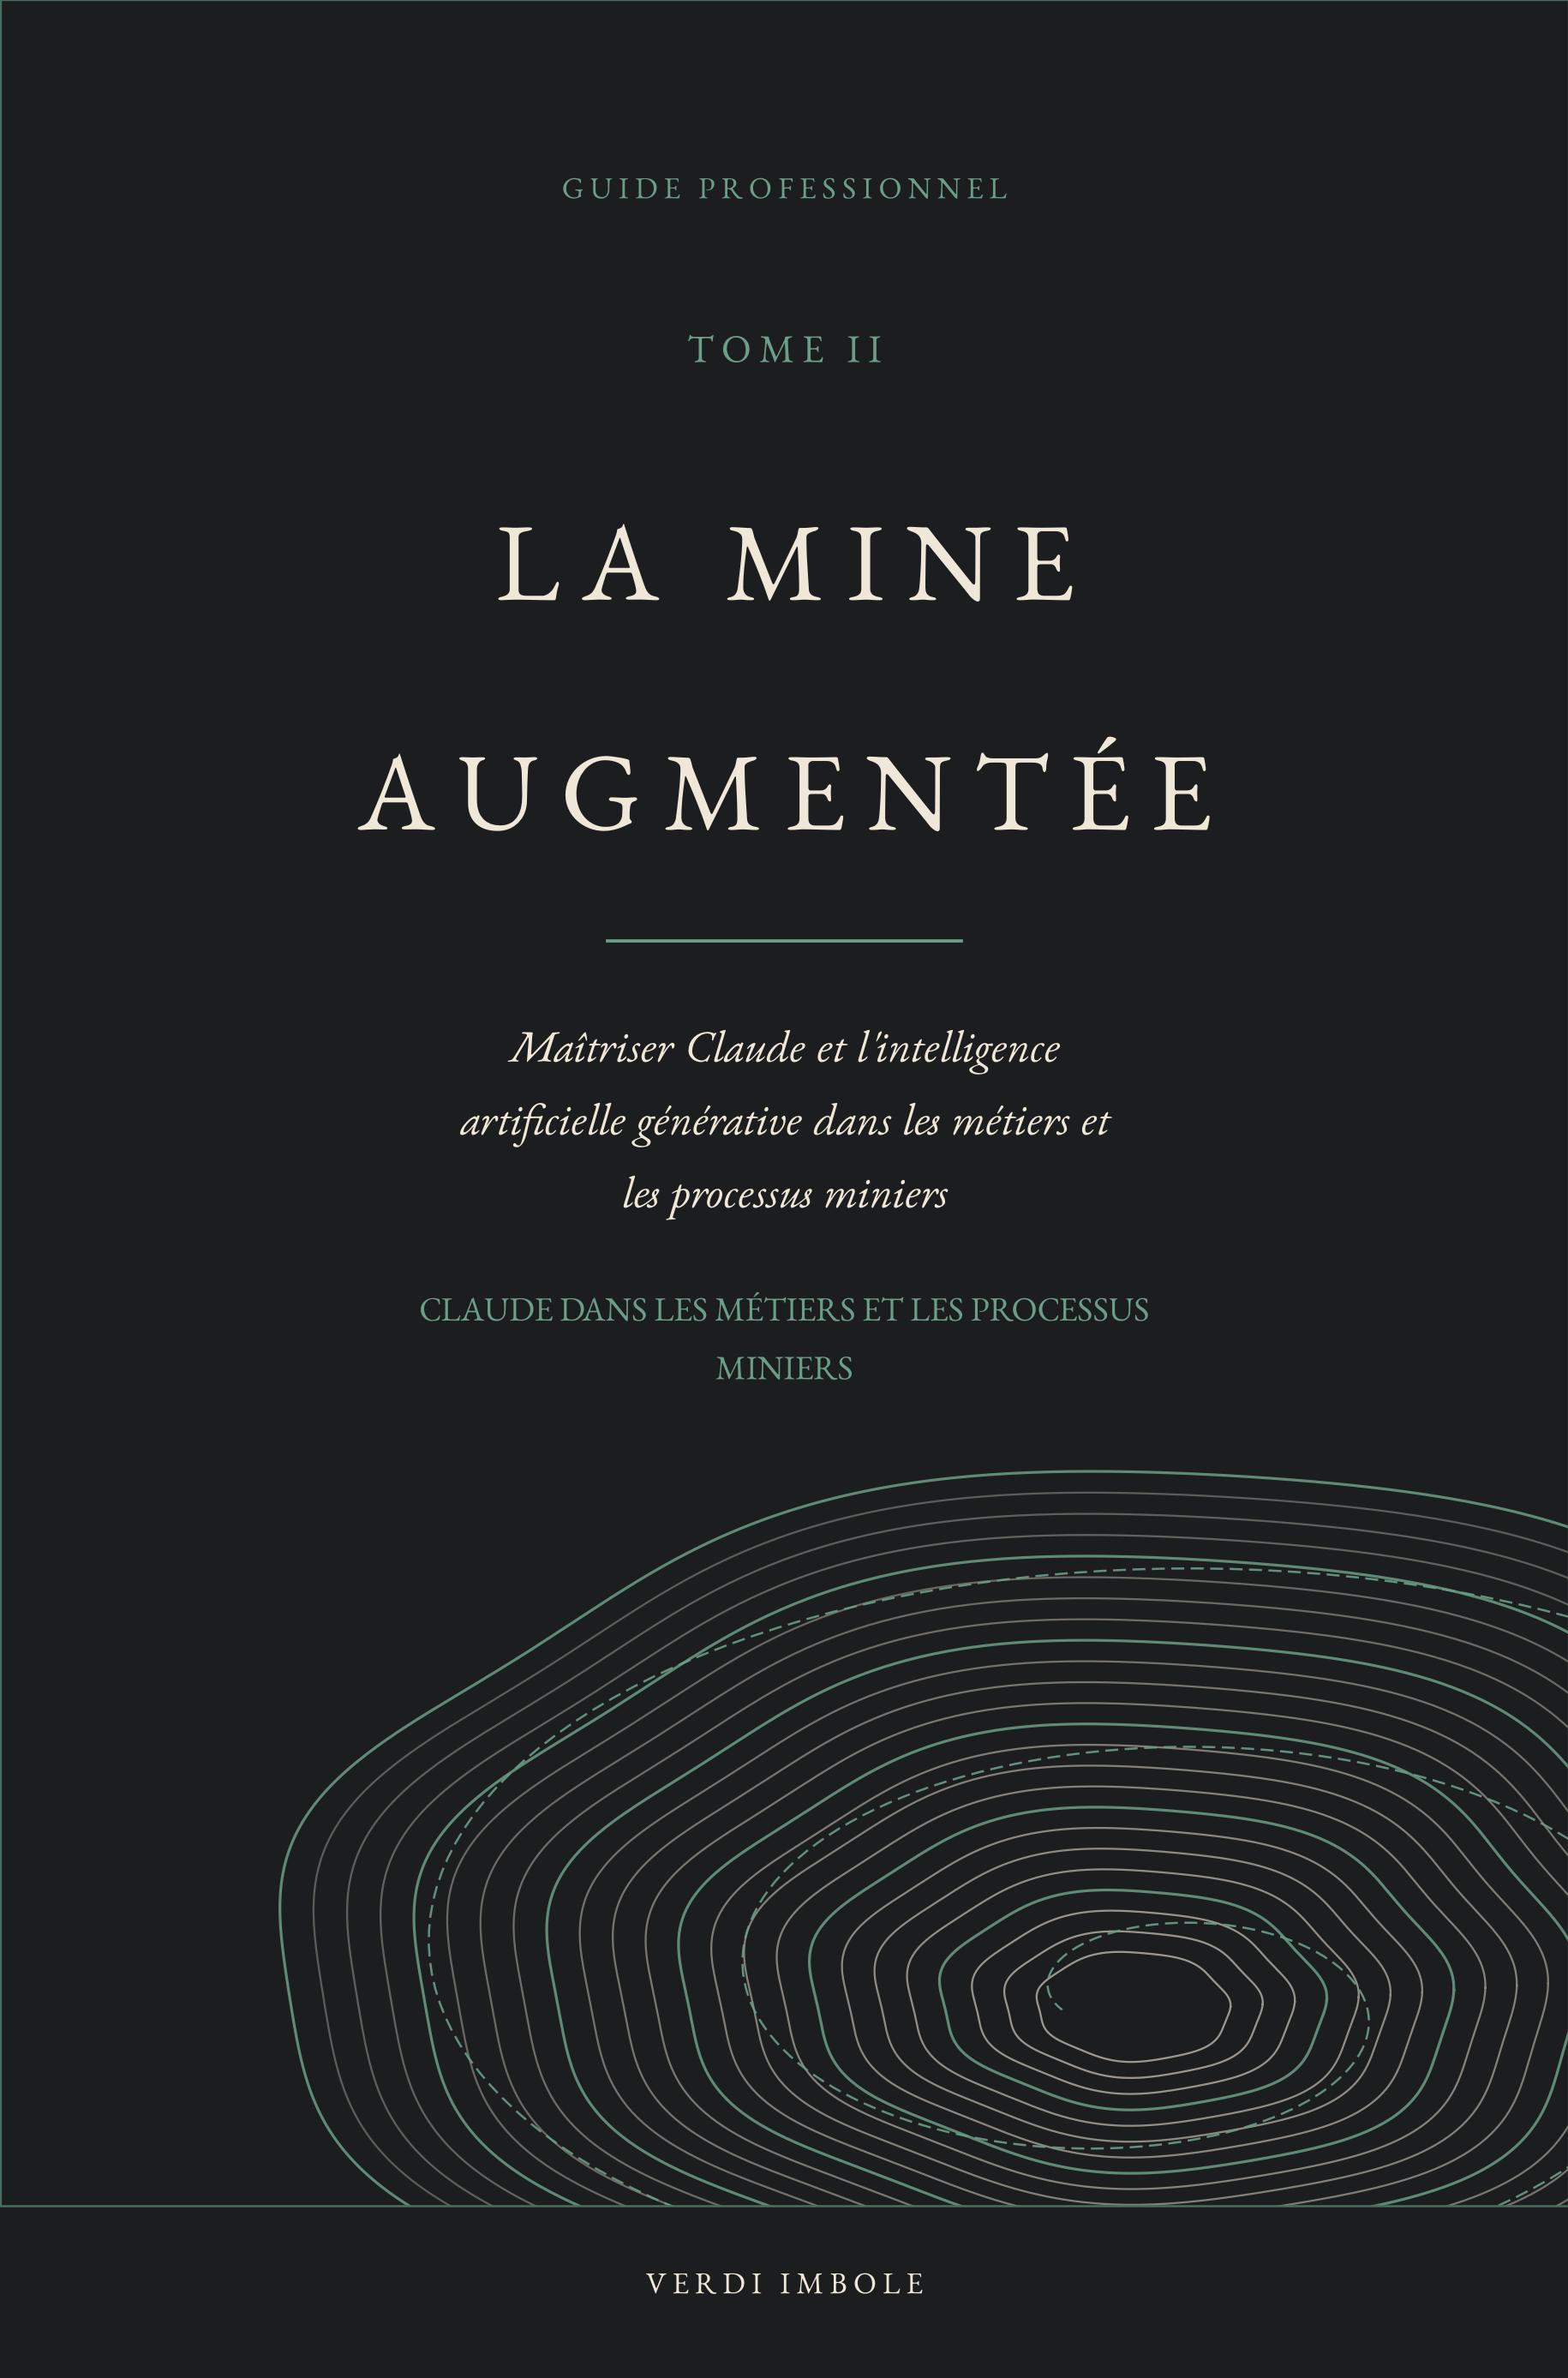 GUIDE PROFESSIONNEL
TOME II
LA MINE
AUGMENTÉE
Maîtriser Claude et l'intelligence
artificielle générative dans les métiers et
les processus miniers
CLAUDE DANS LES MÉTIERS ET LES PROCESSUS
MINIERS
VERDI IMBOLE